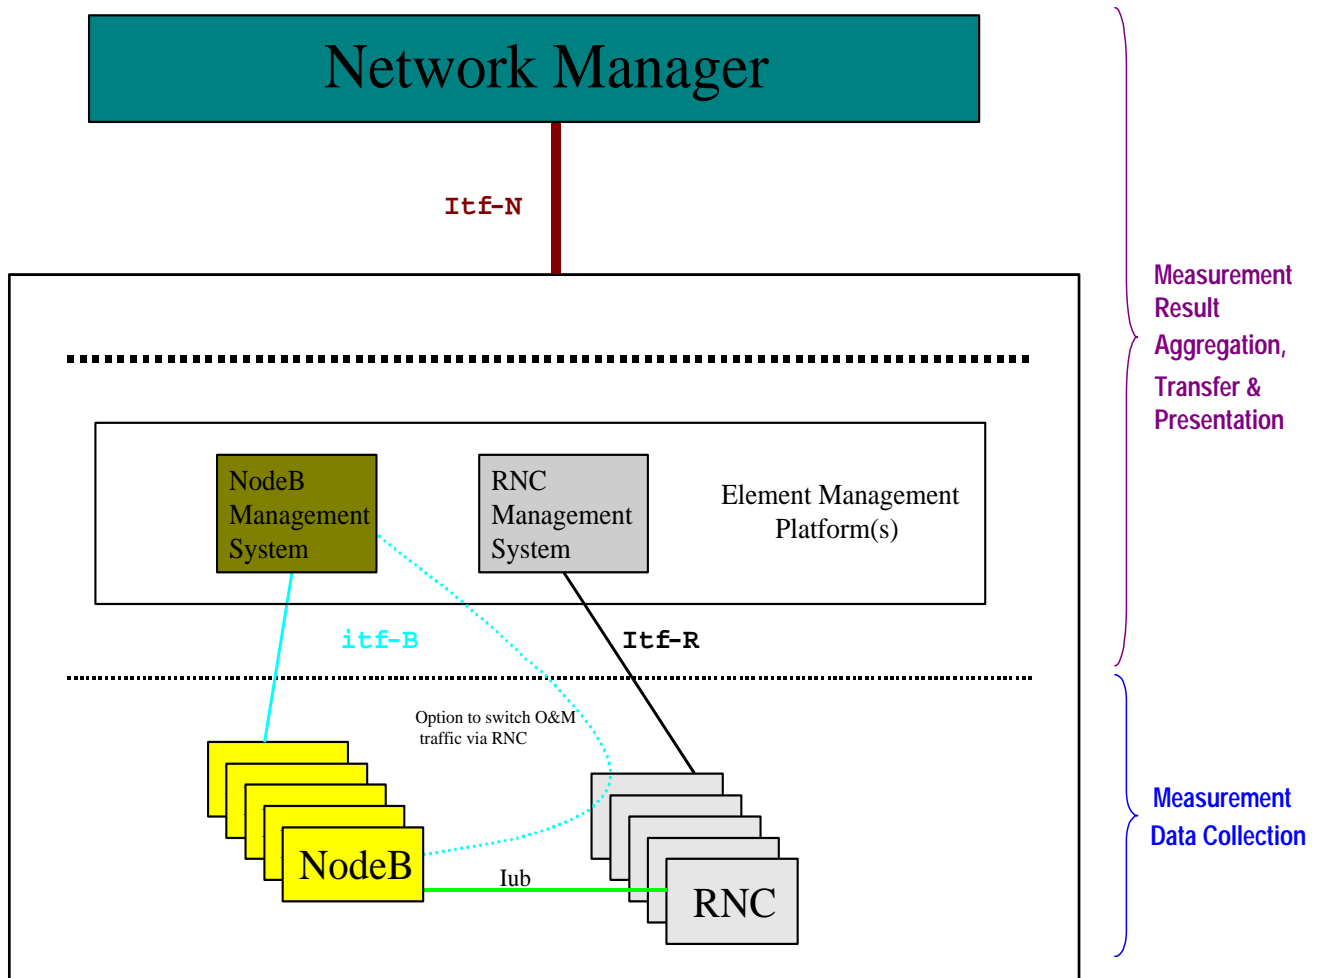 Network Manager
Itf-N
Measurement
Result
Aggregation,
Transfer &
Presentation
NodeB
Management
System
RNC
Management
System
Element Management
Platform(s)
itf-B
Itf-R
Option to switch O&M
traffic via RNC
Measurement
Data Collection
NodeB
Iub
RNC